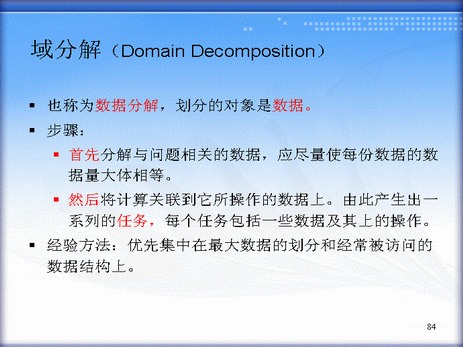 域分解（Domain Decomposition）
▪ 也称为数据分解，划分的对象是数据。
▪ 步骤：
▪ 首先分解与问题相关的数据，应尽量使每份数据的数
据量大体相等。
▪ 然后将计算关联到它所操作的数据上。由此产生出一
系列的任务，每个任务包括一些数据及其上的操作。
▪ 经验方法：优先集中在最大数据的划分和经常被访问的
数据结构上。
84